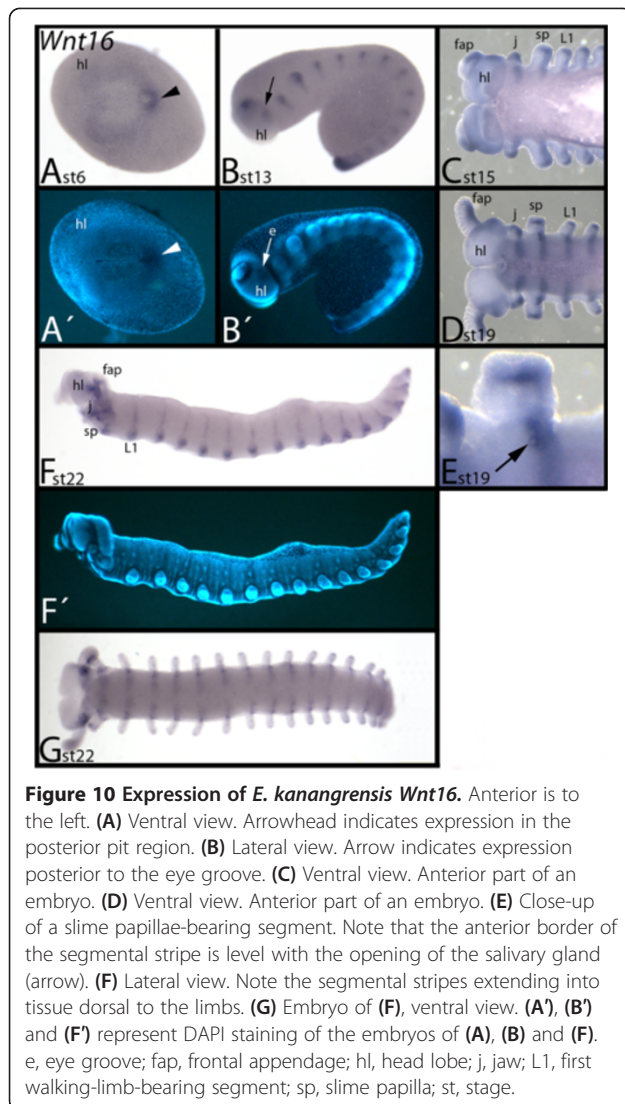 Wnt16
hl
A st6
hl
B st13
fap j sp L1
hl
C st15
hl
A´
e
hl
B´
fap
j sp L1
hl
D st19
hl fap
j
sp
L1
F st22
E st19
F´
G st22
Figure 10 Expression of E. kanangrensis Wnt16. Anterior is to
the left. (A) Ventral view. Arrowhead indicates expression in the
posterior pit region. (B) Lateral view. Arrow indicates expression
posterior to the eye groove. (C) Ventral view. Anterior part of an
embryo. (D) Ventral view. Anterior part of an embryo. (E) Close-up
of a slime papillae-bearing segment. Note that the anterior border of
the segmental stripe is level with the opening of the salivary gland
(arrow). (F) Lateral view. Note the segmental stripes extending into
tissue dorsal to the limbs. (G) Embryo of (F), ventral view. (A′), (B′)
and (F′) represent DAPI staining of the embryos of (A), (B) and (F).
e, eye groove; fap, frontal appendage; hl, head lobe; j, jaw; L1, first
walking-limb-bearing segment; sp, slime papilla; st, stage.